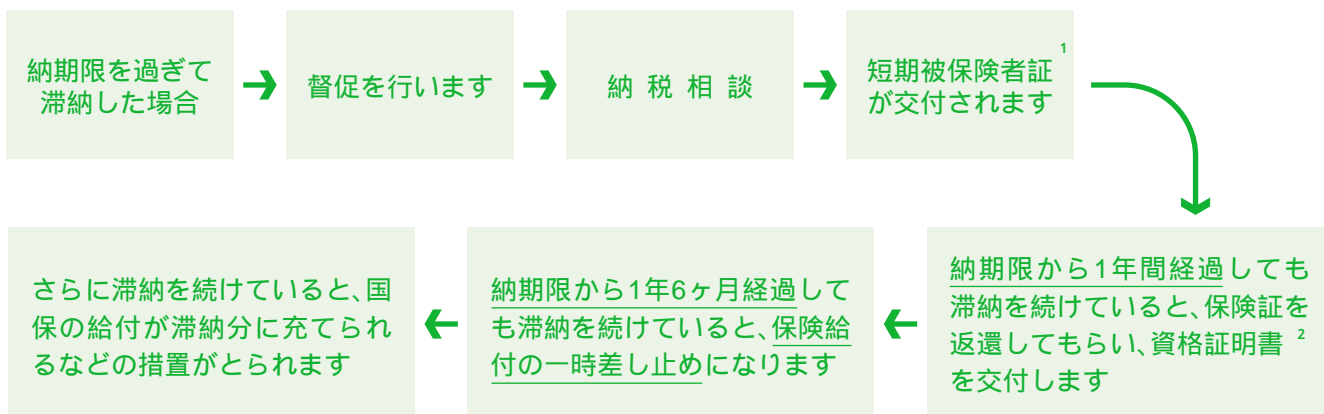 納期限を過ぎて
滞納した場合
督促を行います
納税相談
短期被保険者証 1
が交付されます
納期限から1年間経過しても
滞納を続けていると、保険証を
返還してもらい、資格証明書 2
を交付します
納期限から1年6ヶ月経過して
も滞納を続けていると、保険給
付の一時差し止めになります
さらに滞納を続けていると、国
保の給付が滞納分に充てられ
るなどの措置がとられます